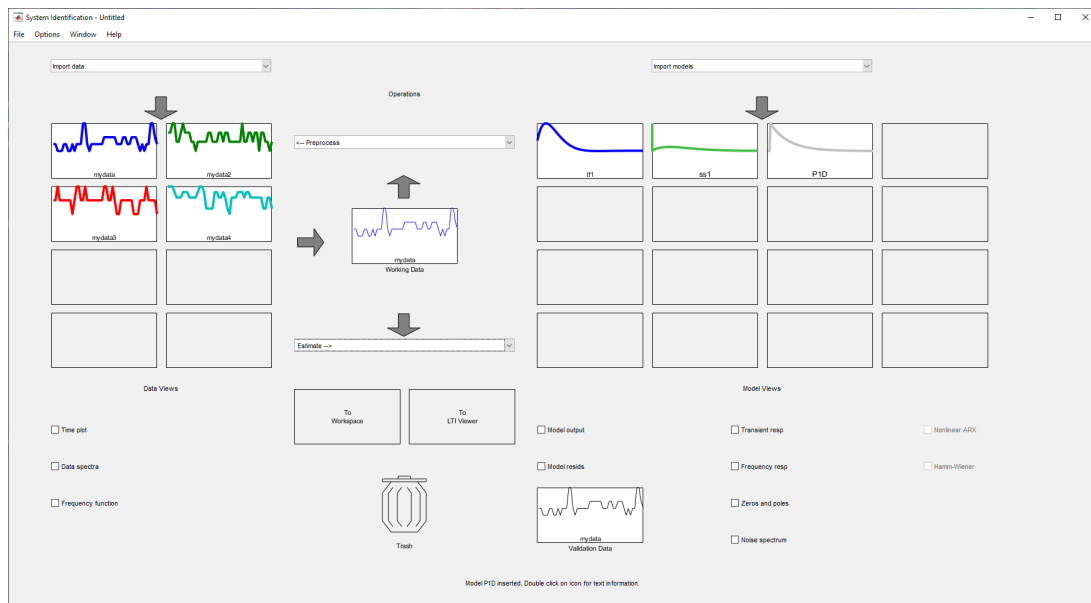 System Identification - Untitled
File Options Window Help
Import data
Import models
Operations
<-- Preprocess
mydata
mydata2
mydata3
mydata4
mydata
Working Data
tf1
ss1
P1D
Estimate -->
Data Views
Time plot
Data spectra
Frequency function
To
Workspace
To
LTI Viewer
Trash
Model Views
Model output
Transient resp
Nonlinear ARX
Model resids
Frequency resp
Hamm-Wiener
Zeros and poles
Noise spectrum
mydata
Validation Data
Model P1D inserted. Double click on icon for text information.